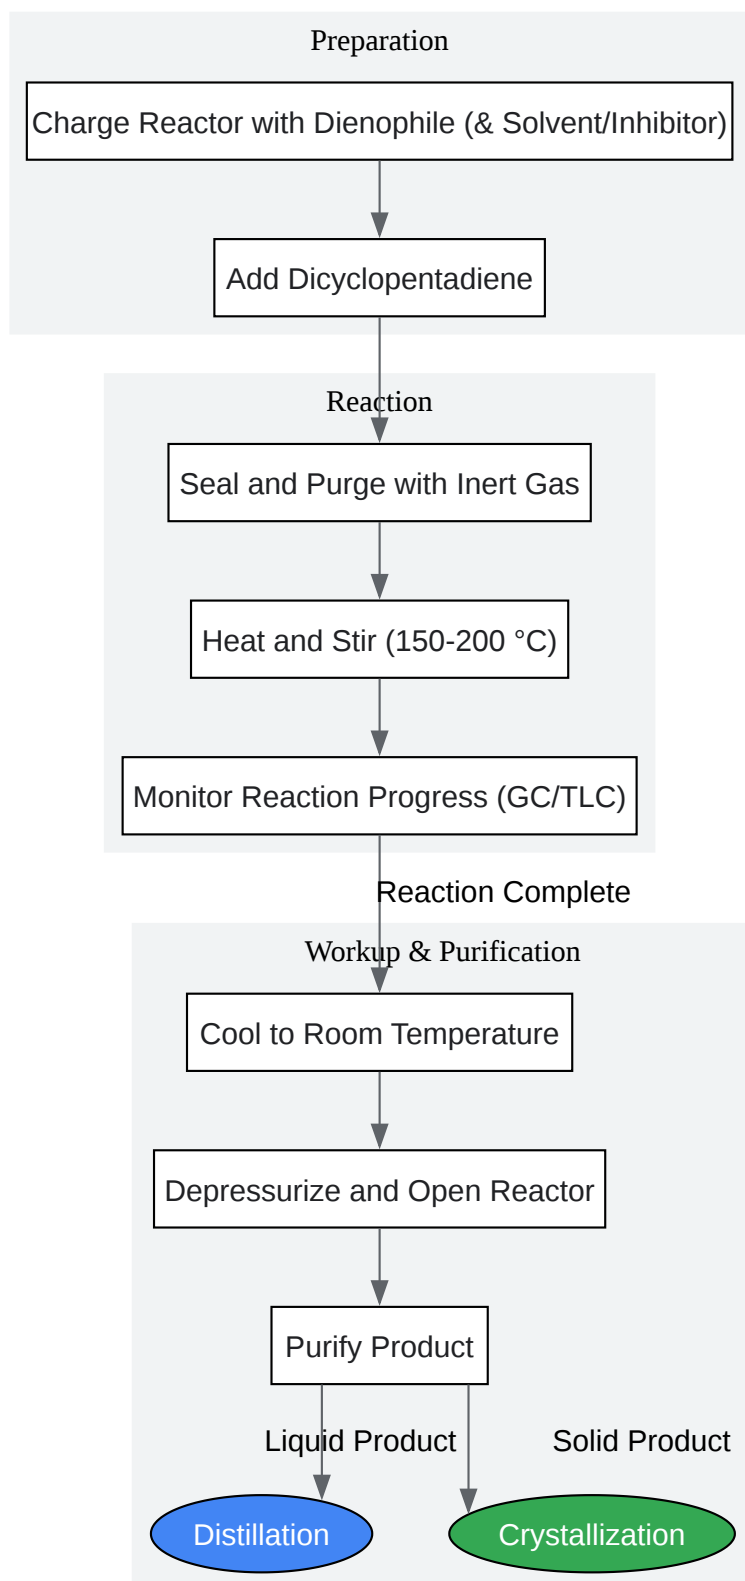 Preparation
Charge Reactor with Dienophile (& Solvent/Inhibitor)
Add Dicyclopentadiene
Reaction
Seal and Purge with Inert Gas
Heat and Stir (150-200 °C)
Monitor Reaction Progress (GC/TLC)
Reaction Complete
Workup & Purification
Cool to Room Temperature
Depressurize and Open Reactor
Purify Product
Liquid Product
Solid Product
Distillation
Crystallization